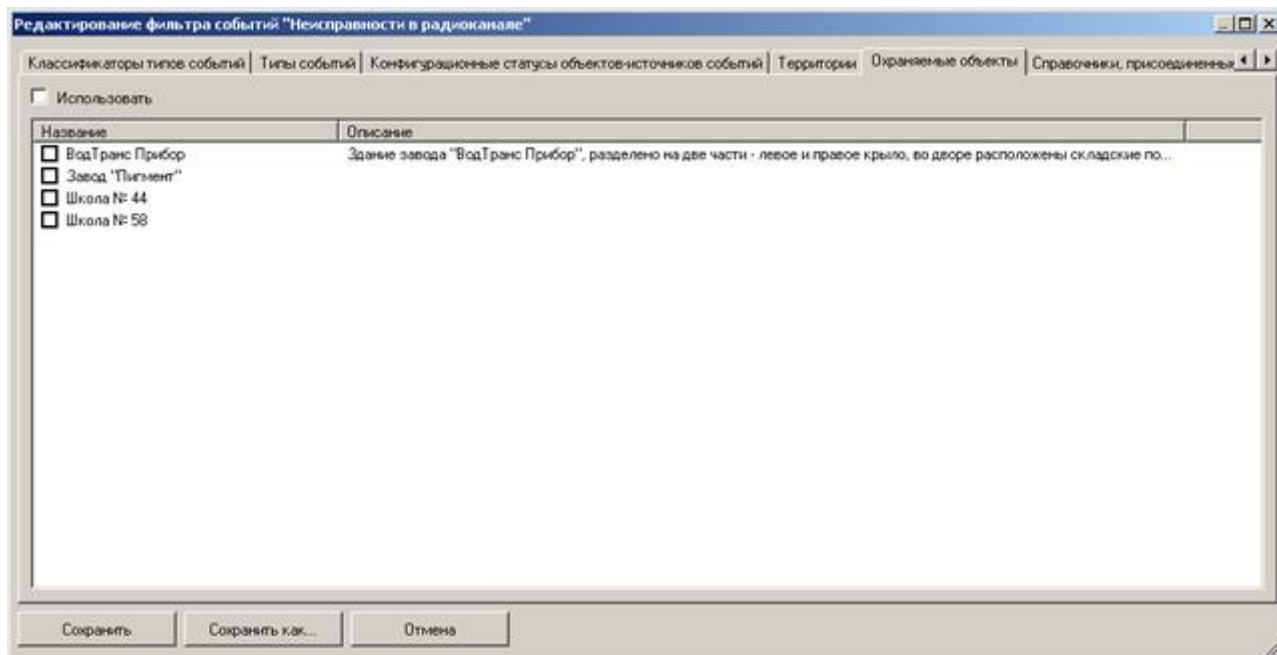 Редактирование фильтра событий "Неисправности в радиоканале"
Классификаторы типов событий Типы событий Конфигурационные статусы объектов-источников событий Территории Охраняемые объекты Справочники, присоединенны
Использовать
Название Описание
ВодТранс Прибор Здание завода "ВодТранс Прибор", разделено на две части - левое и правое крыло, во дворе расположены складские по...
Завод "Пигмент"
Школа № 44
Школа № 58
Сохранить Сохранить как... Отмена